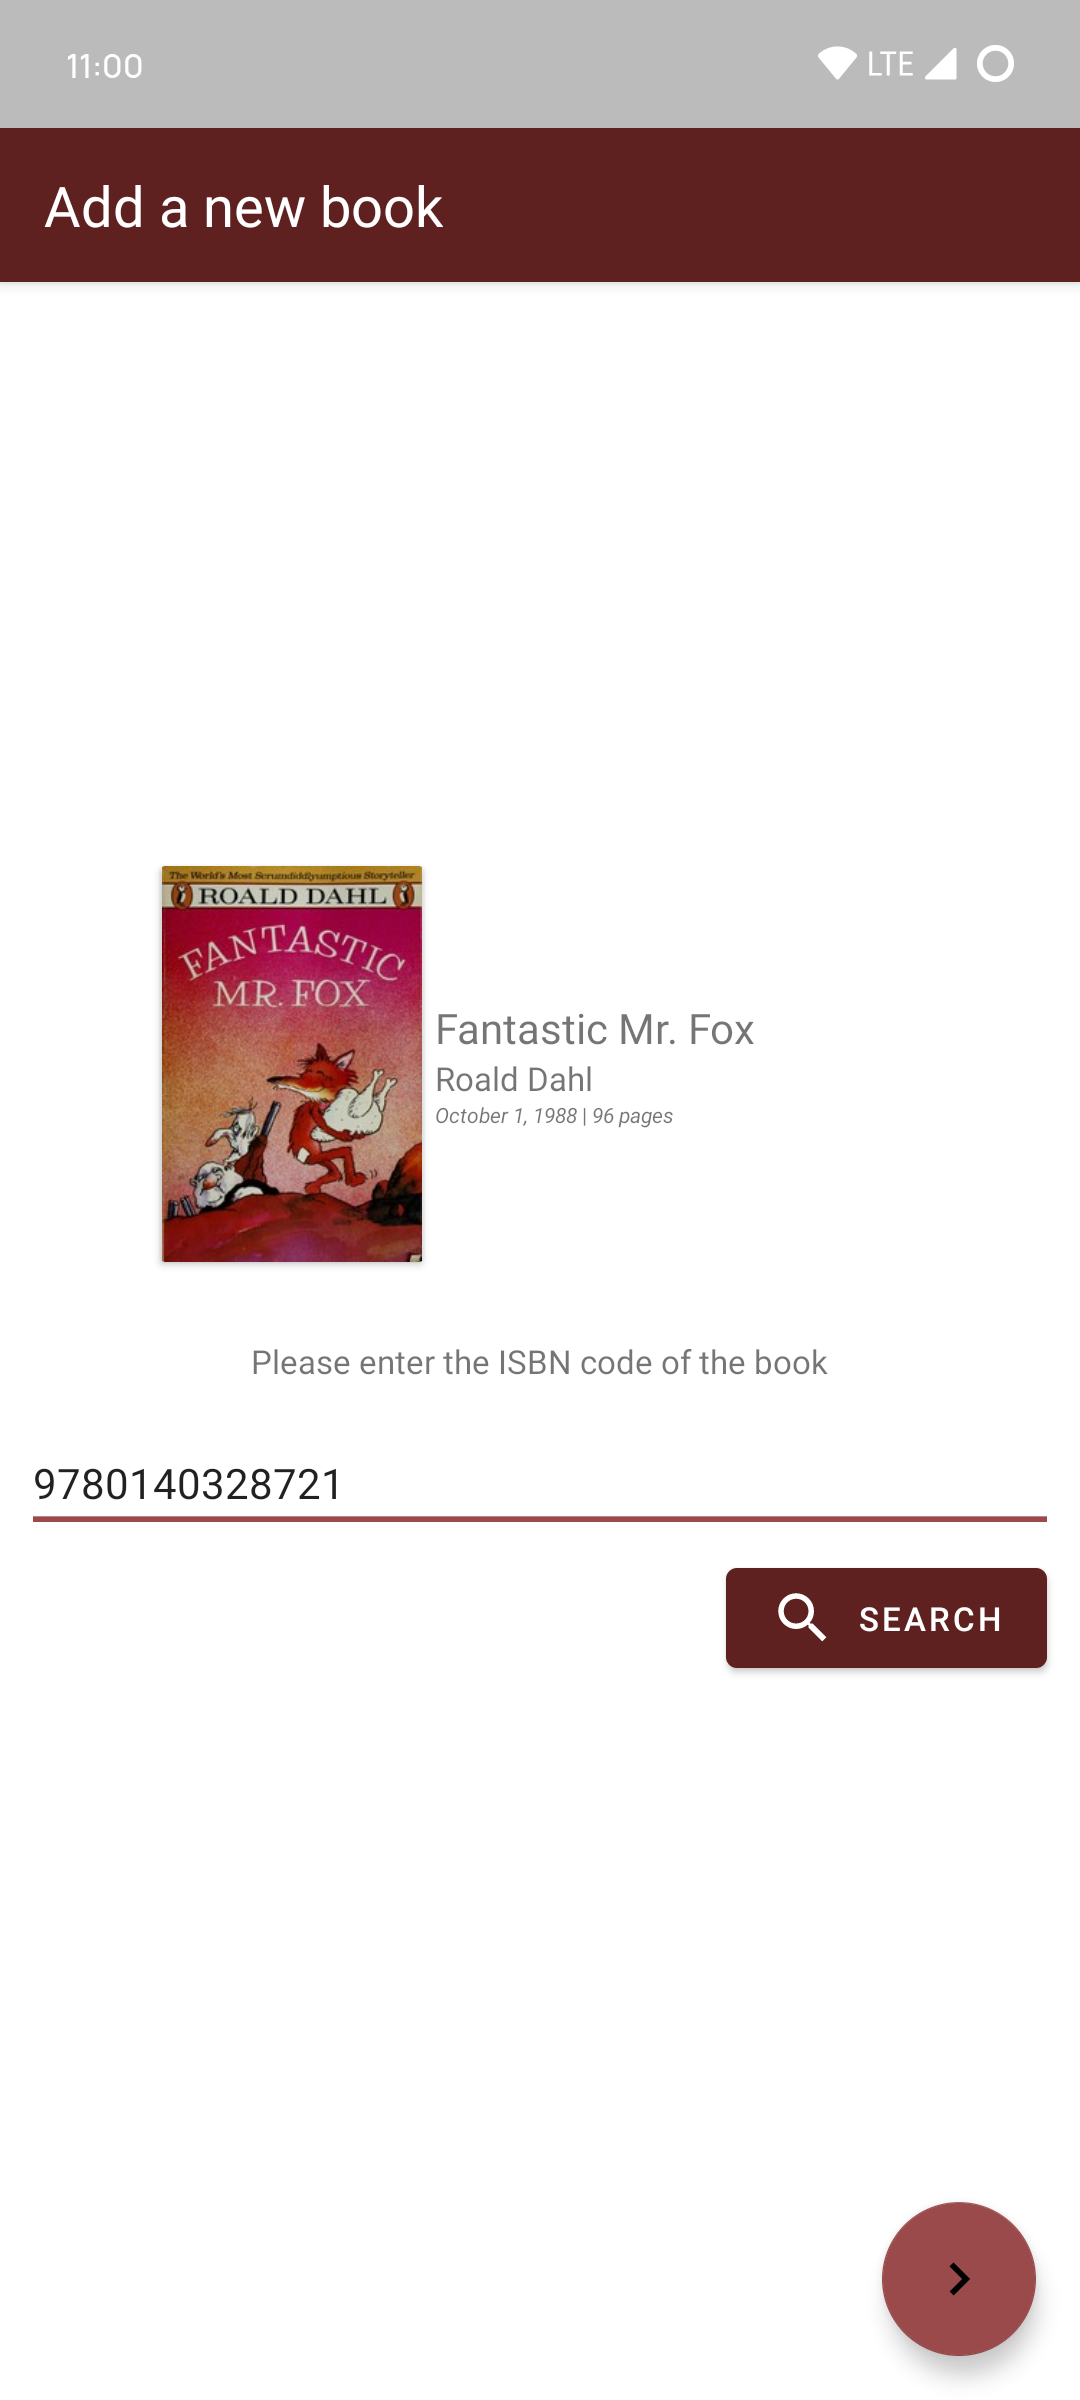 11:00
LTE
Add a new book
The World's Most Scrumdiddlyumptious Storyteller
ROALD DAHL
FANTASTIC
MR. FOX
Fantastic Mr. Fox
Roald Dahl
October 1, 1988 | 96 pages
Please enter the ISBN code of the book
9780140328721
SEARCH